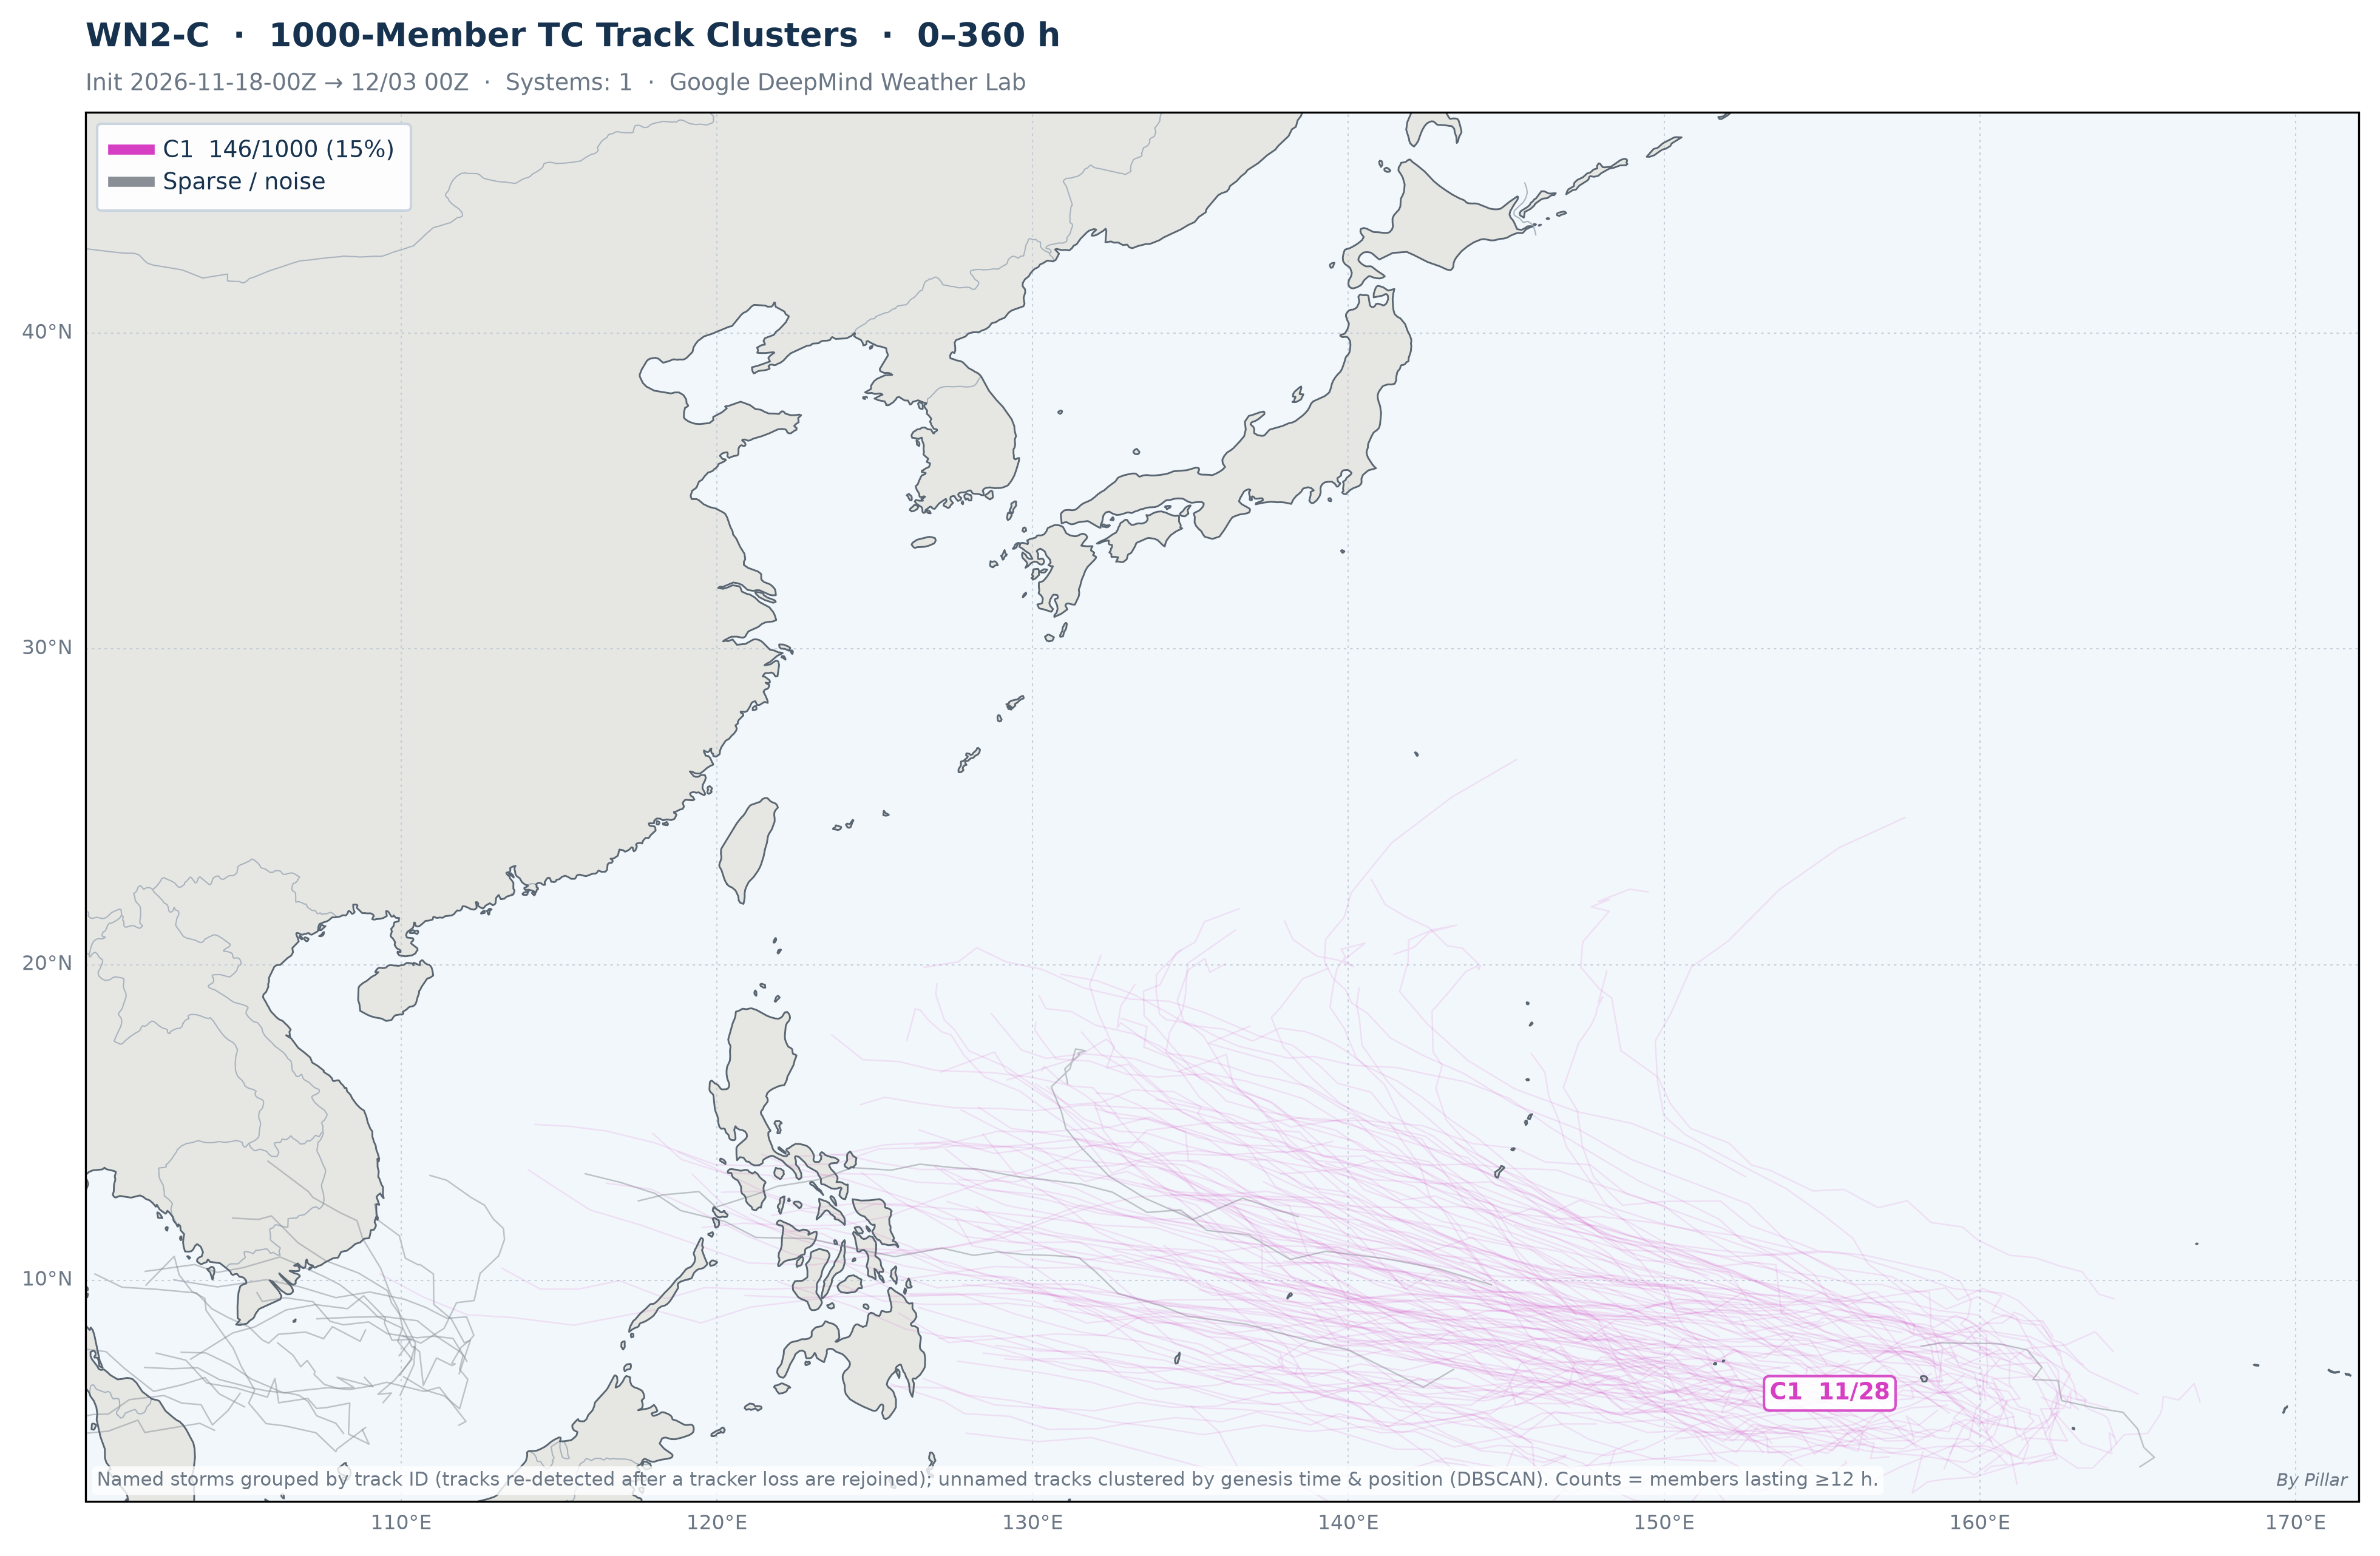 WN2-C · 1000-Member TC Track Clusters · 0–360 h
Init 2026-11-18-00Z → 12/03 00Z · Systems: 1 · Google DeepMind Weather Lab
C1 146/1000 (15%)
Sparse / noise
40°N
30°N
20°N
10°N
C1 11/28
Named storms grouped by track ID (tracks re-detected after a tracker loss are rejoined); unnamed tracks clustered by genesis time & position (DBSCAN). Counts = members lasting ≥12 h.
By Pillar
110°E 120°E 130°E 140°E 150°E 160°E 170°E